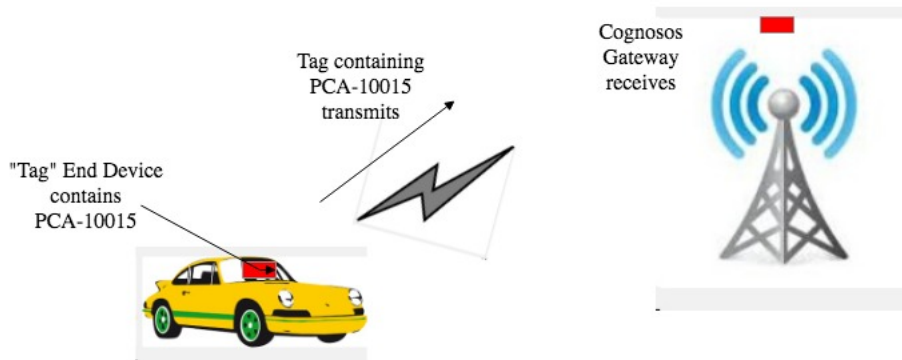 Tag containing
PCA-10015
transmits
Cognosos
Gateway
receives
"Tag" End Device
contains
PCA-10015